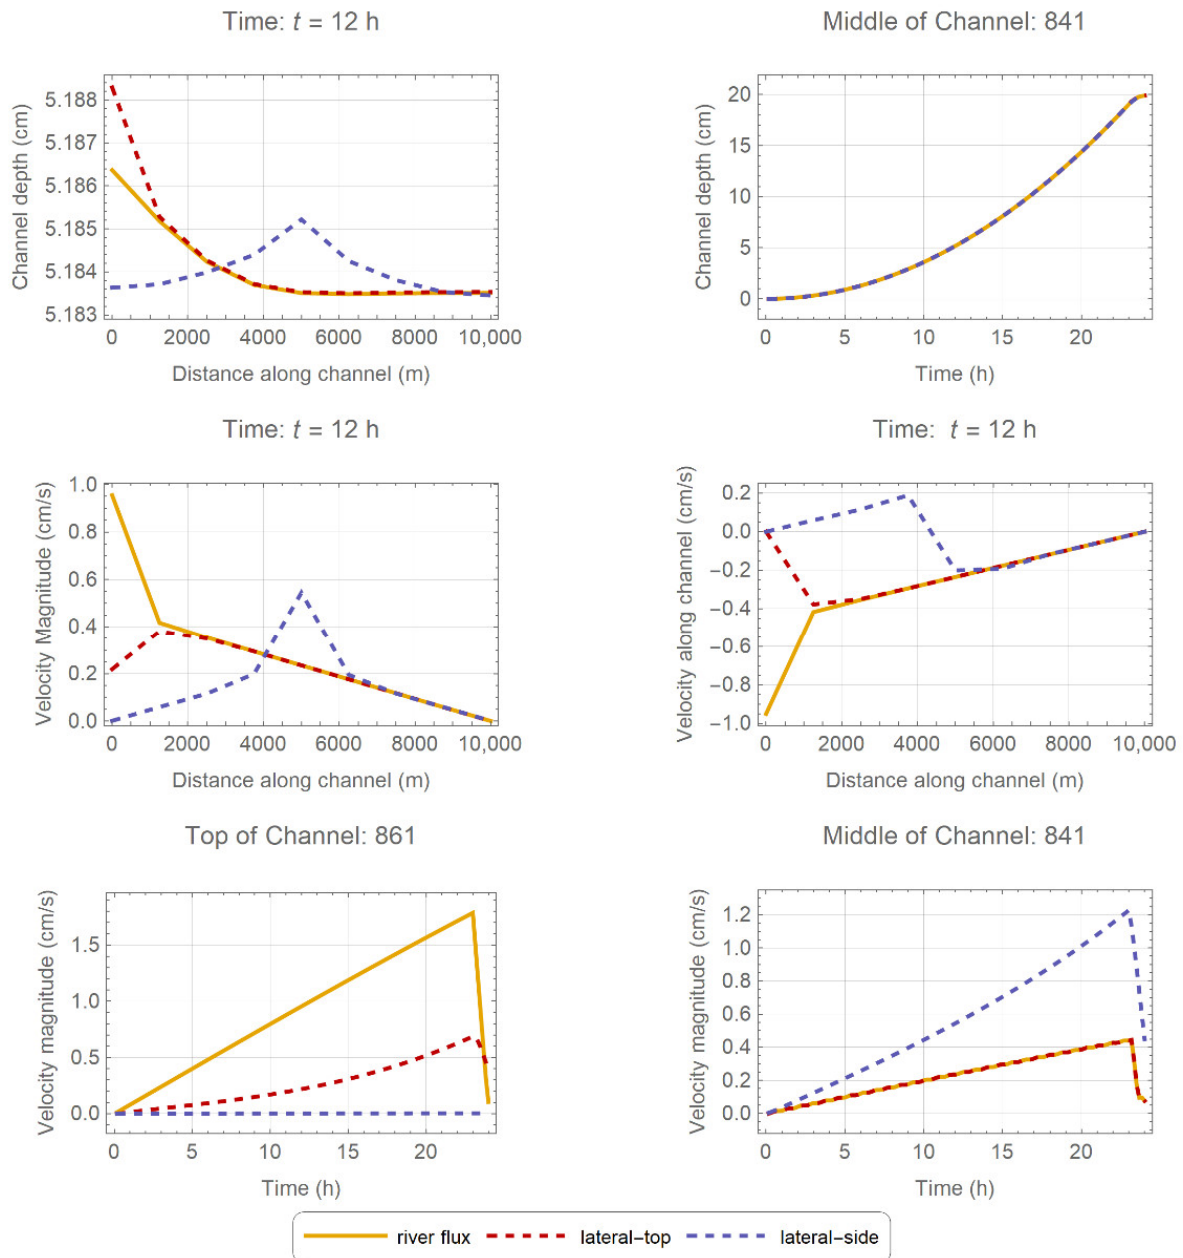 Time: t = 12 h
Channel depth (cm)
5.188
5.187
5.186
5.185
5.184
5.183
0 2000 4000 6000 8000 10,000
Distance along channel (m)
Middle of Channel: 841
Channel depth (cm)
20
15
10
5
0
0 5 10 15 20
Time (h)
Time: t = 12 h
Velocity Magnitude (cm/s)
1.0
0.8
0.6
0.4
0.2
0.0
0 2000 4000 6000 8000 10,000
Distance along channel (m)
Time: t = 12 h
Velocity along channel (cm/s)
0.2
0.0
−0.2
−0.4
−0.6
−0.8
−1.0
0 2000 4000 6000 8000 10,000
Distance along channel (m)
Top of Channel: 861
Velocity magnitude (cm/s)
1.5
1.0
0.5
0.0
0 5 10 15 20
Time (h)
Middle of Channel: 841
Velocity magnitude (cm/s)
1.2
1.0
0.8
0.6
0.4
0.2
0.0
0 5 10 15 20
Time (h)
river flux lateral−top lateral−side